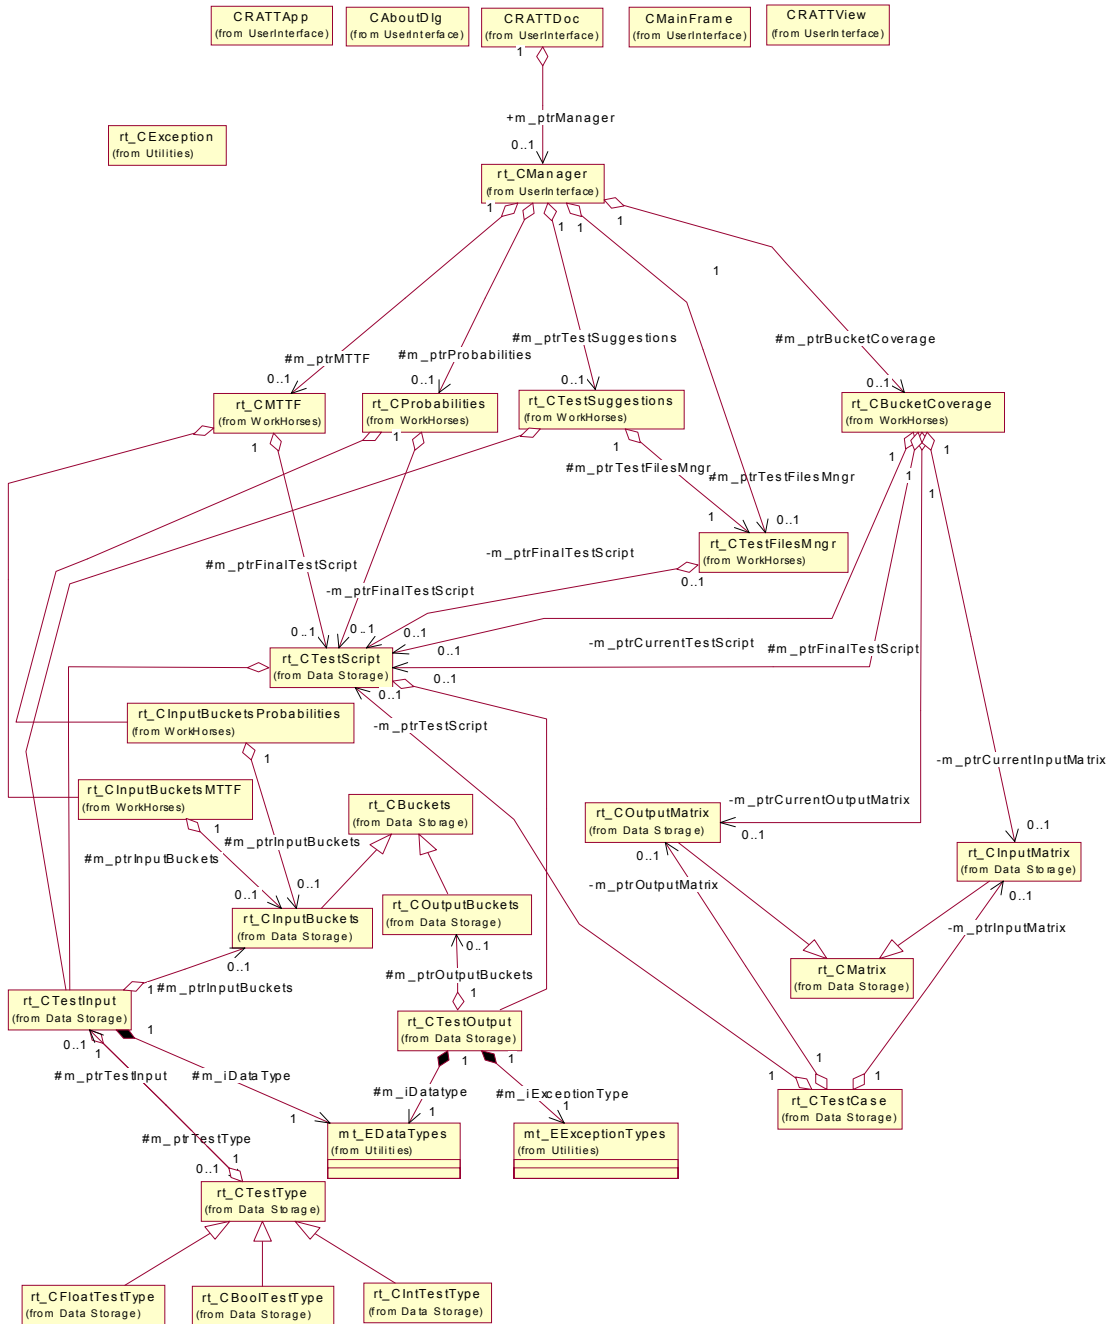 CRATTApp
(from UserInterface)
CAboutDlg
(from UserInterface)
CRATTDoc
(from UserInterface)
CMainFrame
(from UserInterface)
CRATTView
(from UserInterface)
1
+m_ptrManager
0..1
rt_CException
(from Utilities)
rt_CManager
(from UserInterface)
1
1
1
1
1
#m_ptrMTTF
0..1
#m_ptrProbabilities
0..1
#m_ptrTestSuggestions
0..1
#m_ptrBucketCoverage
0..1
rt_CMTTF
(from WorkHorses)
rt_CProbabilities
(from WorkHorses)
rt_CTestSuggestions
(from WorkHorses)
rt_CBucketCoverage
(from WorkHorses)
1
1
1
1
1
1
1
#m_ptrTestFilesMngr
#m_ptrTestFilesMngr
1
0..1
rt_CTestFilesMngr
(from WorkHorses)
0..1
#m_ptrFinalTestScript
-m_ptrFinalTestScript
-m_ptrFinalTestScript
-m_ptrCurrentTestScript
#m_ptrFinalTestScript
0..1
0..1
0..1
0..1
rt_CTestScript
(from Data Storage)
0..1
0..1
-m_ptrTestScript
rt_CInputBucketsProbabilities
(from WorkHorses)
1
rt_CInputBucketsMTTF
(from WorkHorses)
1
#m_ptrInputBuckets
#m_ptrInputBuckets
0..1
0..1
rt_CBuckets
(from Data Storage)
-m_ptrCurrentInputMatrix
-m_ptrCurrentOutputMatrix
0..1
0..1
rt_COutputMatrix
(from Data Storage)
0..1
rt_CInputMatrix
(from Data Storage)
0..1
-m_ptrOutputMatrix
-m_ptrInputMatrix
rt_CInputBuckets
(from Data Storage)
rt_COutputBuckets
(from Data Storage)
0..1
0..1
#m_ptrInputBuckets
1
#m_ptrOutputBuckets
1
rt_CMatrix
(from Data Storage)
rt_CTestInput
(from Data Storage)
rt_CTestOutput
(from Data Storage)
0..1
1
1
1
1
#m_ptrTestInput
#m_iDataType
#m_iDatatype
#m_iExceptionType
1
1
1
1
1
1
rt_CTestCase
(from Data Storage)
mt_EDataTypes
(from Utilities)
mt_EExceptionTypes
(from Utilities)
#m_ptrTestType
0..1
1
rt_CTestType
(from Data Storage)
rt_CFloatTestType
(from Data Storage)
rt_CBoolTestType
(from Data Storage)
rt_CIntTestType
(from Data Storage)